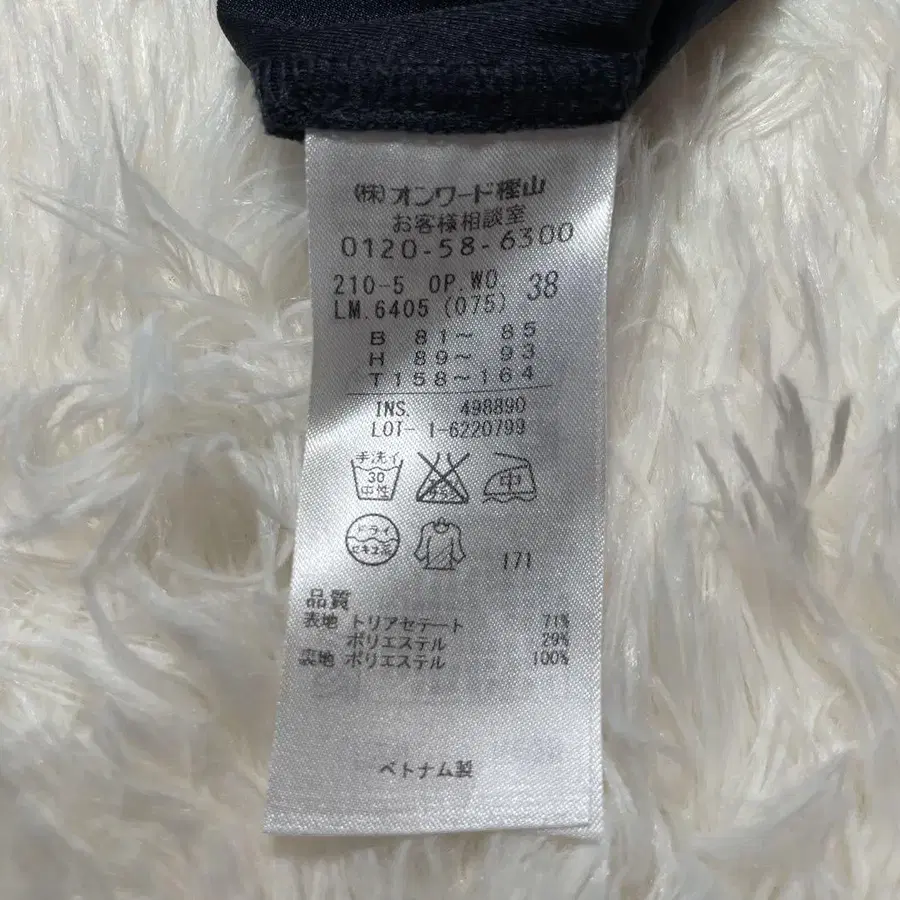 (株)オンワード樫山
お客様相談室
0120-58-6300
210-5 OP.WO. 38
LM.6405 (075)
B 81～ 85
H 89～ 93
T158～164
INS. 498890
LOT- 1-6220799
手洗イ 30 中性 中
ドライ セキユ系 171
品質
表地 トリアセテート 71%
ポリエステル 29%
裏地 ポリエステル 100%
ベトナム製